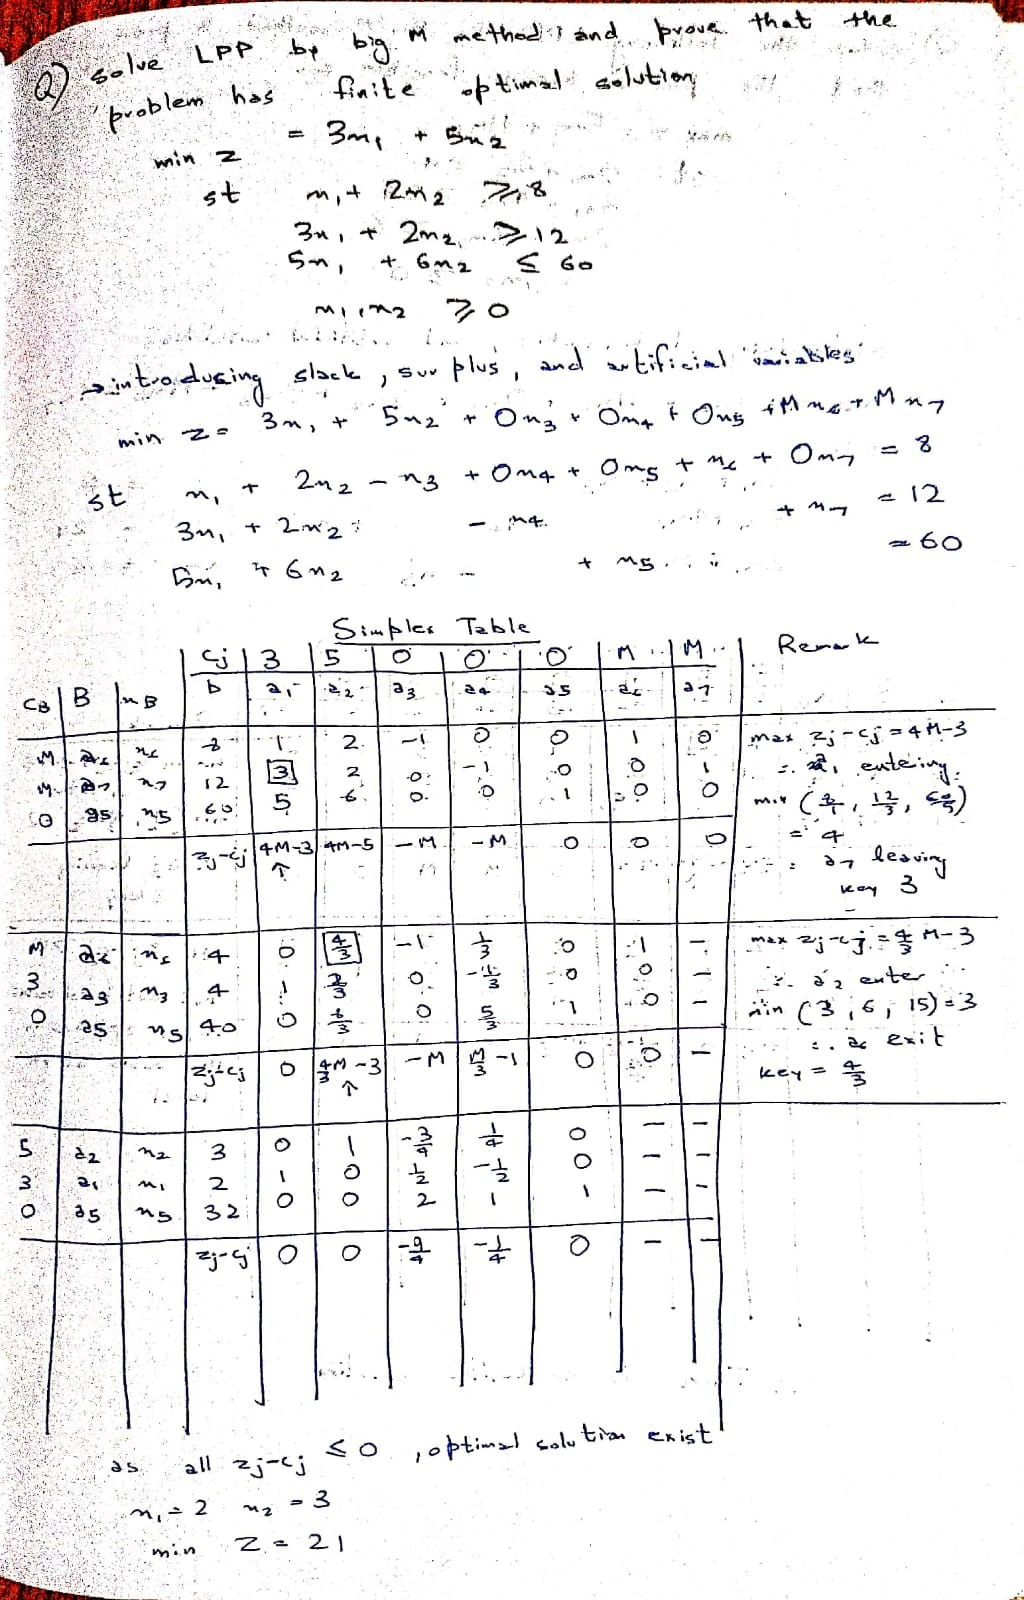 Q) solve LPP by big M method, and prove that the
problem has finite optimal solution
min z = 3x₁ + 5x₂
st x₁ + 2x₂ ≥ 8
3x₁ + 2x₂ ≥ 12
5x₁ + 6x₂ ≤ 60
x₁, x₂ ≥ 0
→ introducing slack, surplus, and artificial variables
min z = 3x₁ + 5x₂ + 0x₃ + 0x₄ + 0x₅ + Mx₆ + Mx₇
st x₁ + 2x₂ - x₃ + 0x₄ + 0x₅ + x₆ + 0x₇ = 8
3x₁ + 2x₂ - x₄ + x₇ = 12
5x₁ + 6x₂ + x₅ = 60
Simplex Table
Cj 3 5 0 0 0 M M Remark
CB B xB b a₁ a₂ a₃ a₄ a₅ a₆ a₇
M a₆ x₆ 8 1 2 -1 0 0 1 0 max zj-cj = 4M-3
M a₇ x₇ 12 3 2 0 -1 0 0 1 ∴ a₁ entering.
0 a5 x5 60 5 6 0 0 1 0 0 min (8/1, 12/3, 60/5)
zj-cj 4M-3 4M-5 -M -M 0 0 0 = 4
↑ ∴ a₇ leaving
key 3
M a₆ x₆ 4 0 4/3 -1 1/3 0 1 - max zj-cj = 4/3 M-3
3 a3 x3 4 1 2/3 0 -1/3 0 0 - ∴ a₂ enter
0 a5 x5 40 0 6/3 0 5/3 1 0 - min (3, 6, 15) = 3
zj-cj 0 4/3 M-3 -M M/3 -1 0 0 - ∴ a₆ exit
↑ key = 4/3
5 a₂ x₂ 3 0 1 -3/4 1/4 0 - -
3 a₁ x₁ 2 1 0 1/2 -1/2 0 - -
0 a5 x5 32 0 0 2 1 1 - -
zj-cj 0 0 -9/4 -1/4 0 - -
as all zj-cj ≤ 0, optimal solution exist
x₁ = 2 x₂ = 3
min Z = 21